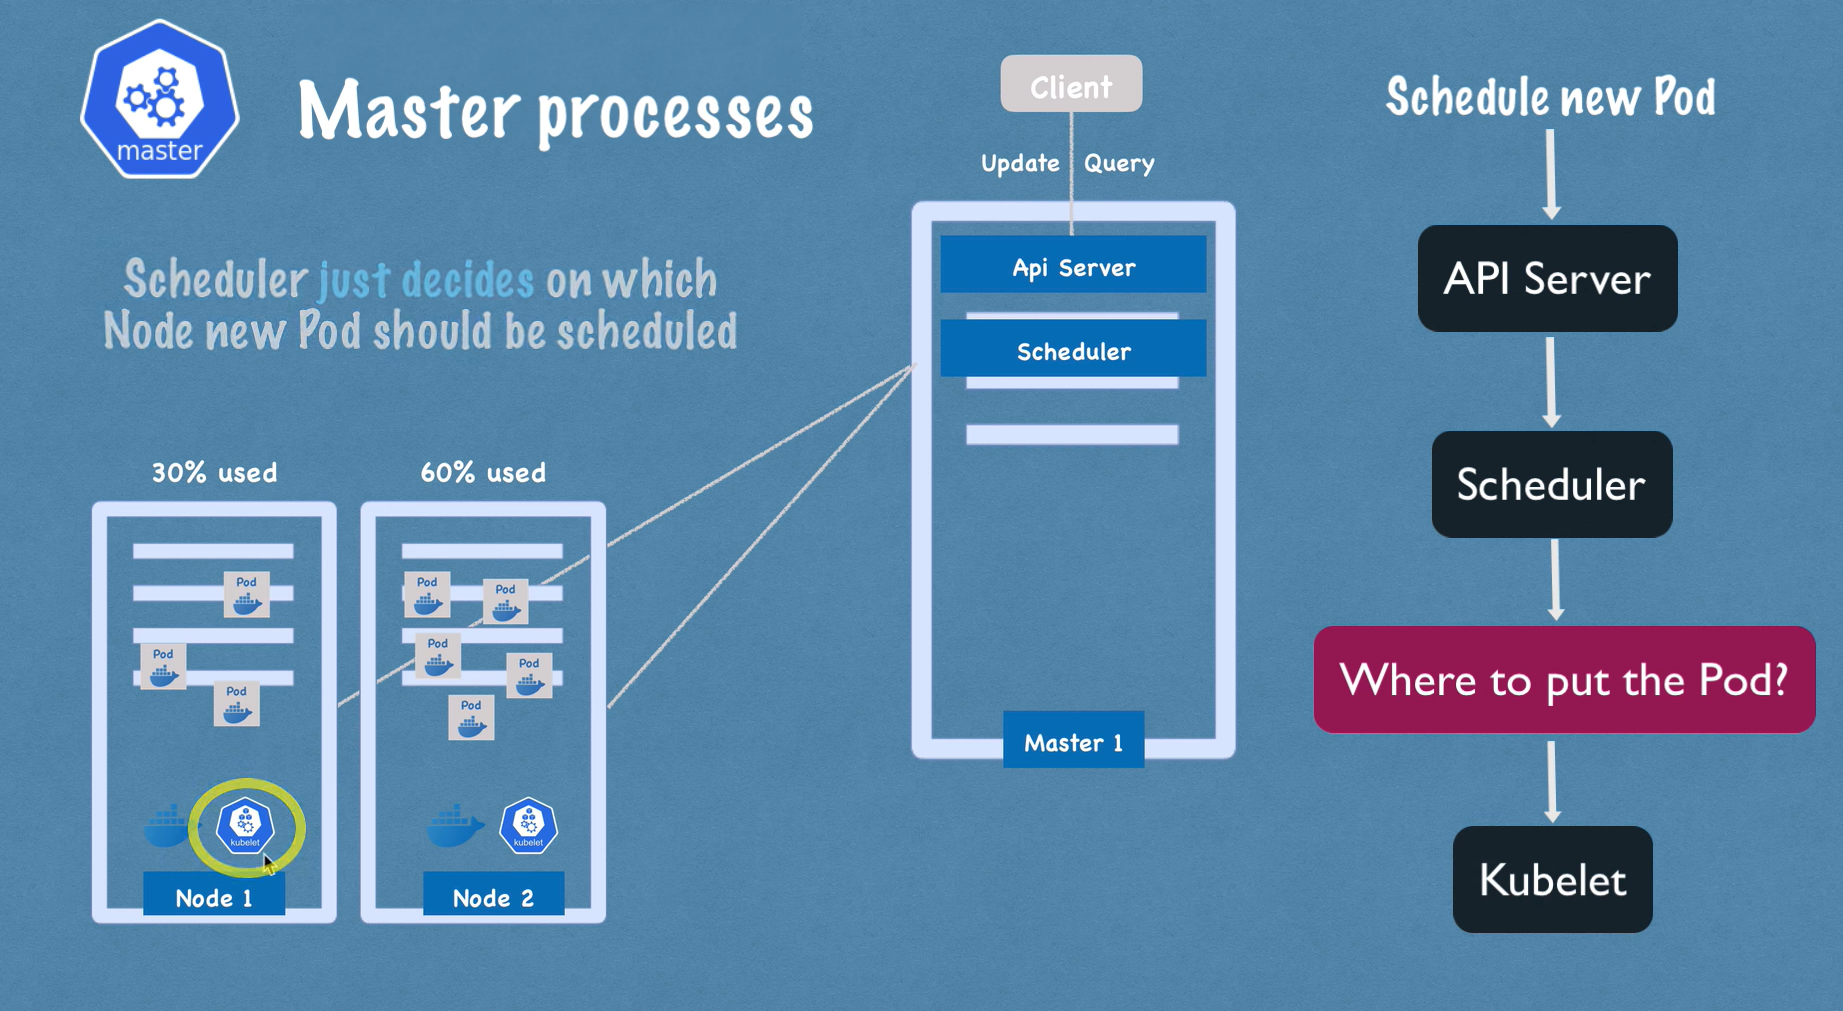 master
Master processes
Scheduler just decides on which
Node new Pod should be scheduled
30% used
60% used
Pod
Pod
Pod
Pod
Pod
Pod
Pod
Pod
kubelet
kubelet
Node 1
Node 2
Client
Update
Query
Api Server
Scheduler
Master 1
Schedule new Pod
API Server
Scheduler
Where to put the Pod?
Kubelet